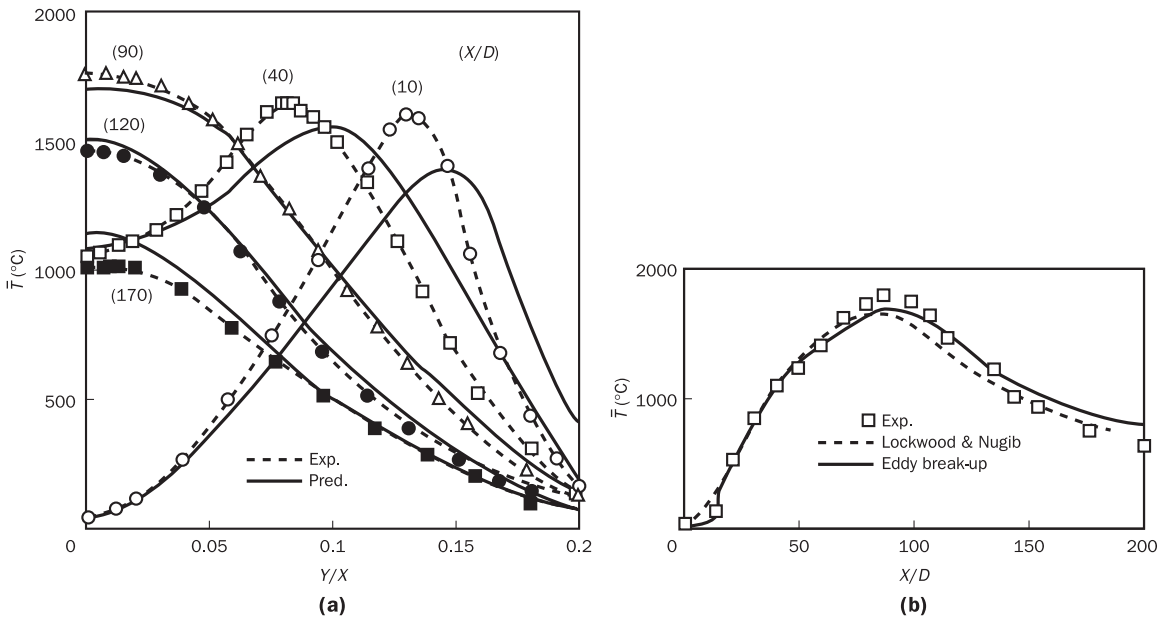 2000
(90)
(X/D)
(40)
(10)
(120)
1500
T̄ (°C)
1000
(170)
500
Exp.
Pred.
0
0.05
0.1
0.15
0.2
Y/X
(a)
2000
T̄ (°C)
1000
Exp.
Lockwood & Nugib
Eddy break-up
0
50
100
150
200
X/D
(b)